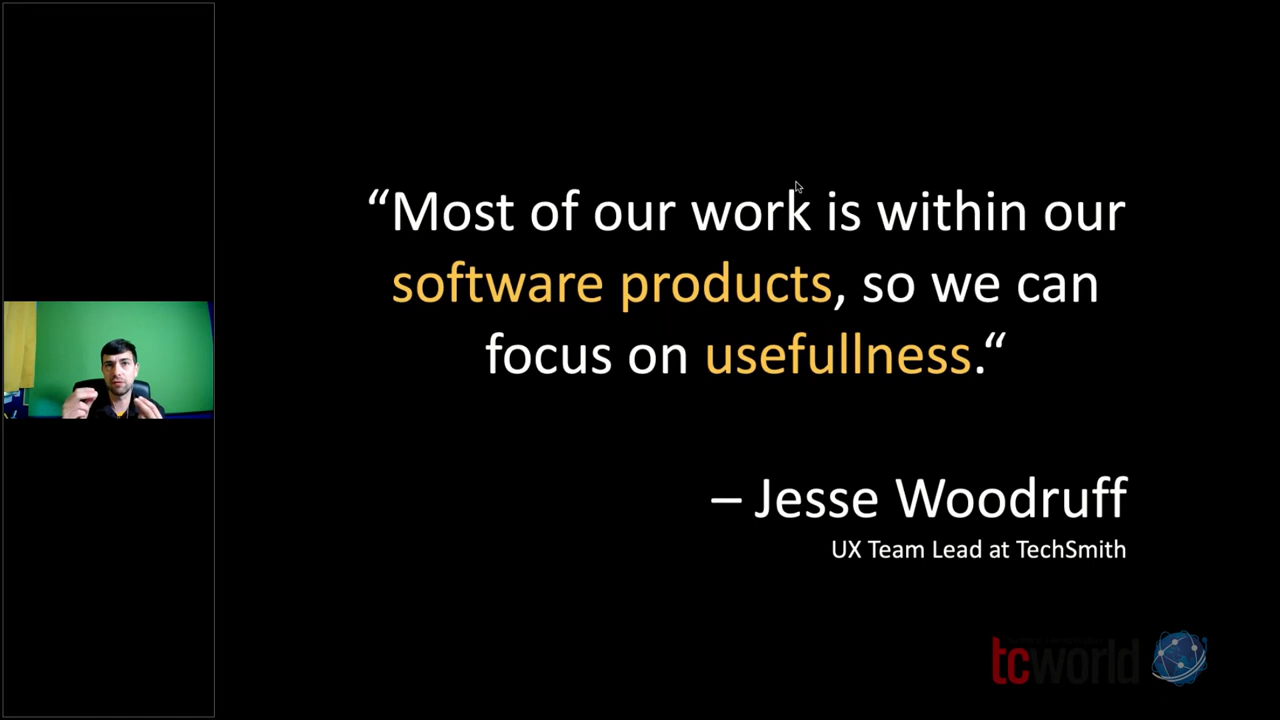 “Most of our work is within our
software products, so we can
focus on usefullness.“
– Jesse Woodruff
UX Team Lead at TechSmith
tcworld